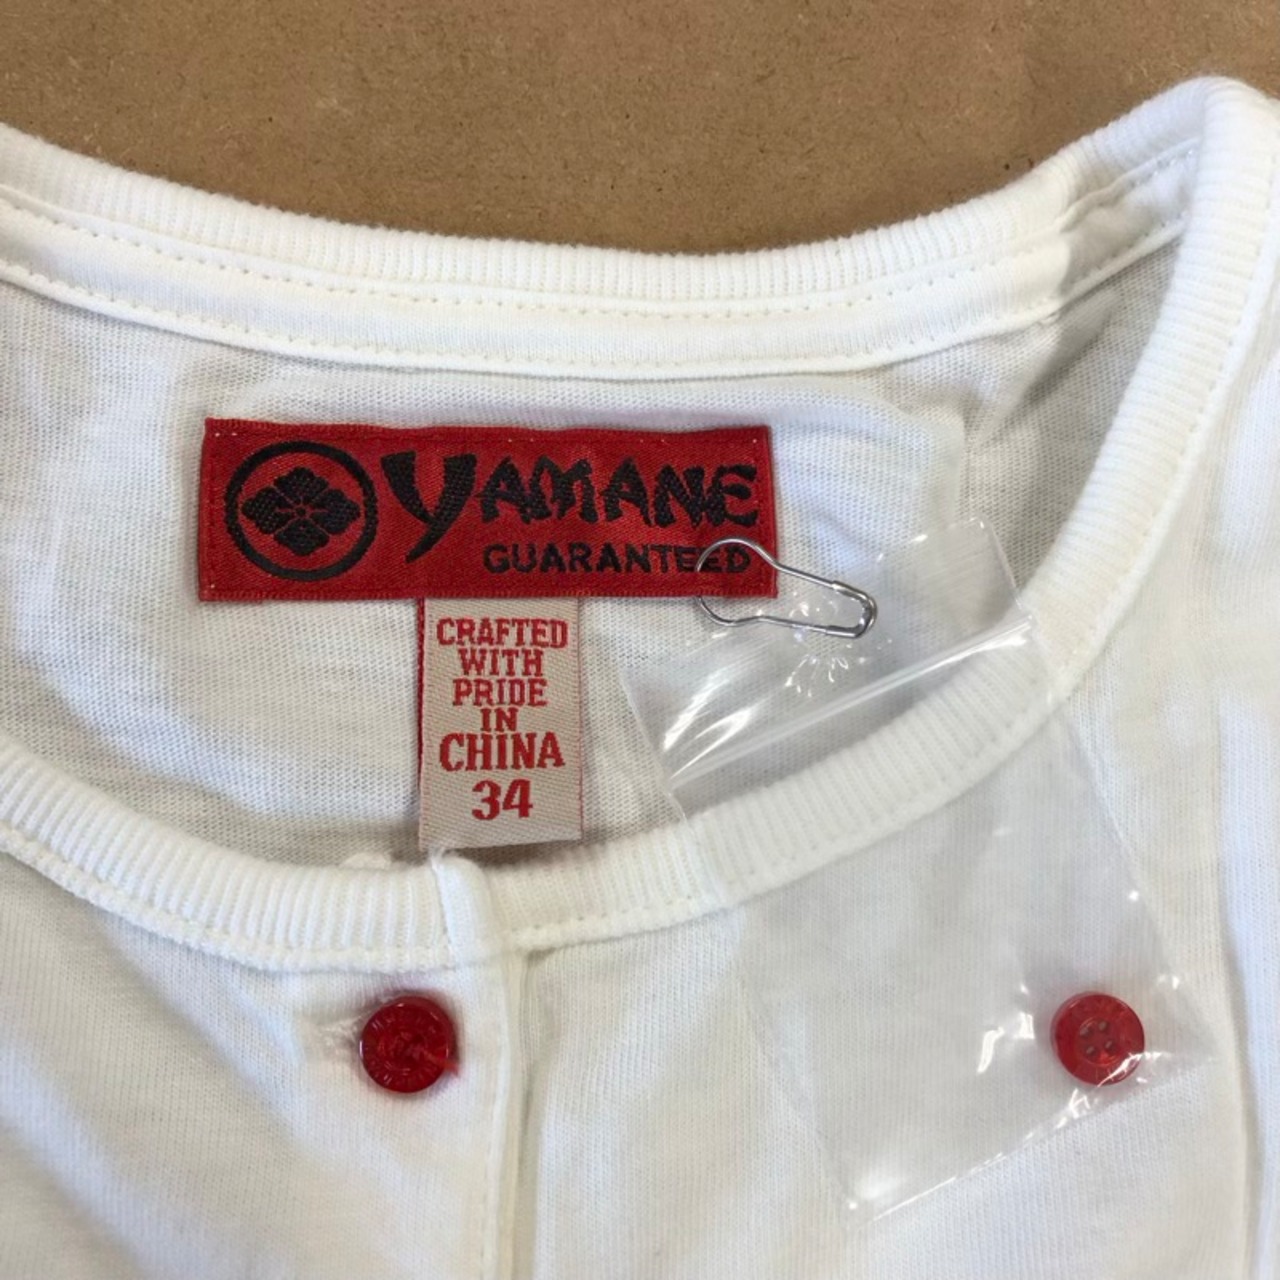 YAMANE
GUARANTEED
CRAFTED
WITH
PRIDE
IN
CHINA
34